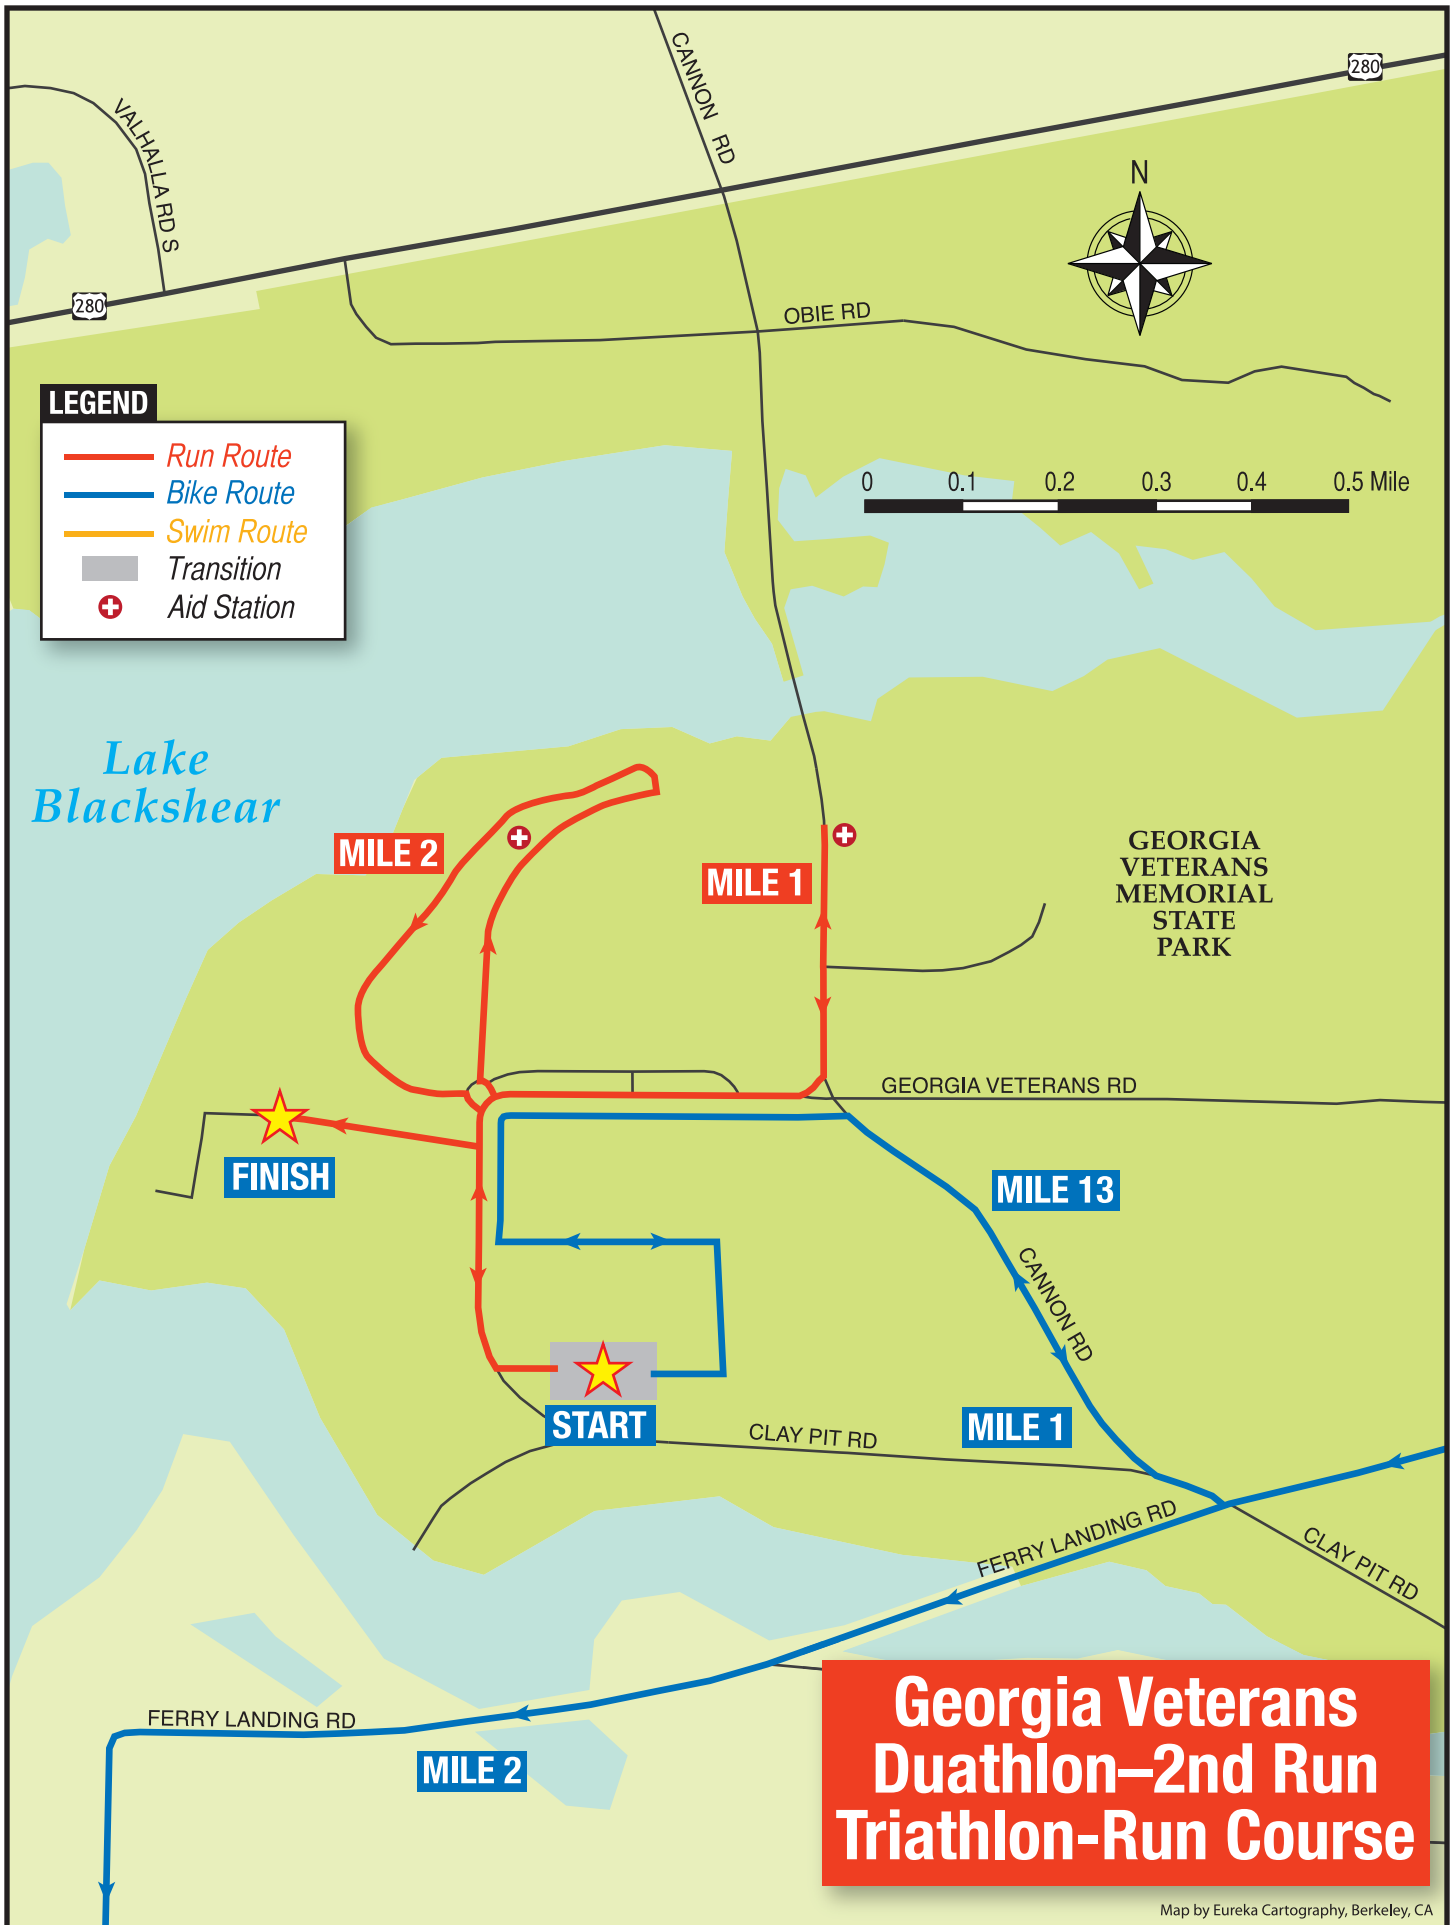 CANNON RD
280
VALHALLA RD S
N
280
OBIE RD
LEGEND
Run Route
Bike Route
Swim Route
Transition
Aid Station
0 0.1 0.2 0.3 0.4 0.5 Mile
Lake
Blackshear
MILE 2
MILE 1
GEORGIA
VETERANS
MEMORIAL
STATE
PARK
GEORGIA VETERANS RD
FINISH
MILE 13
CANNON RD
START
CLAY PIT RD
MILE 1
FERRY LANDING RD
CLAY PIT RD
FERRY LANDING RD
MILE 2
Georgia Veterans
Duathlon–2nd Run
Triathlon-Run Course
Map by Eureka Cartography, Berkeley, CA